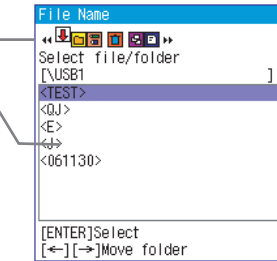 File Name
Select file/folder
[\USB1 ]
<TEST>
<QJ>
<E>
<J>
<061130>
[ENTER]Select
[←][→]Move folder